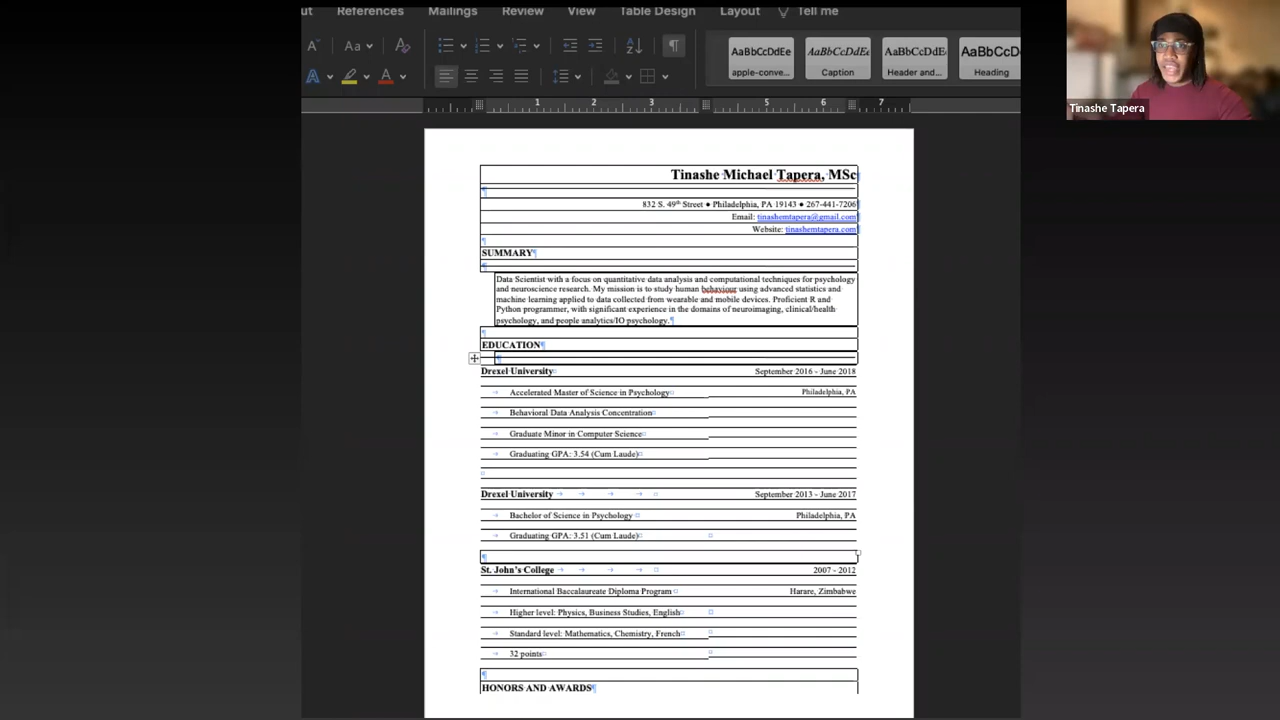 ut References Mailings Review View Table Design Layout Tell me
Aa
A A
AaBbCcDdEe AaBbCcDdEe AaBbCcDdE AaBbCcDc
apple-conve... Caption Header and... Heading
1 2 3 5 6 7
Tinashe Tapera
Tinashe Michael Tapera, MSc
832 S. 49th Street ● Philadelphia, PA 19143 ● 267-441-7206
Email: tinashemtapera@gmail.com
Website: tinashemtapera.com
SUMMARY
Data Scientist with a focus on quantitative data analysis and computational techniques for psychology
and neuroscience research. My mission is to study human behaviour using advanced statistics and
machine learning applied to data collected from wearable and mobile devices. Proficient R and
Python programmer, with significant experience in the domains of neuroimaging, clinical/health
psychology, and people analytics/IO psychology.
EDUCATION
Drexel University September 2016 - June 2018
Accelerated Master of Science in Psychology Philadelphia, PA
Behavioral Data Analysis Concentration
Graduate Minor in Computer Science
Graduating GPA: 3.54 (Cum Laude)
Drexel University September 2013 - June 2017
Bachelor of Science in Psychology Philadelphia, PA
Graduating GPA: 3.51 (Cum Laude)
St. John's College 2007 - 2012
International Baccalaureate Diploma Program Harare, Zimbabwe
Higher level: Physics, Business Studies, English
Standard level: Mathematics, Chemistry, French
32 points
HONORS AND AWARDS